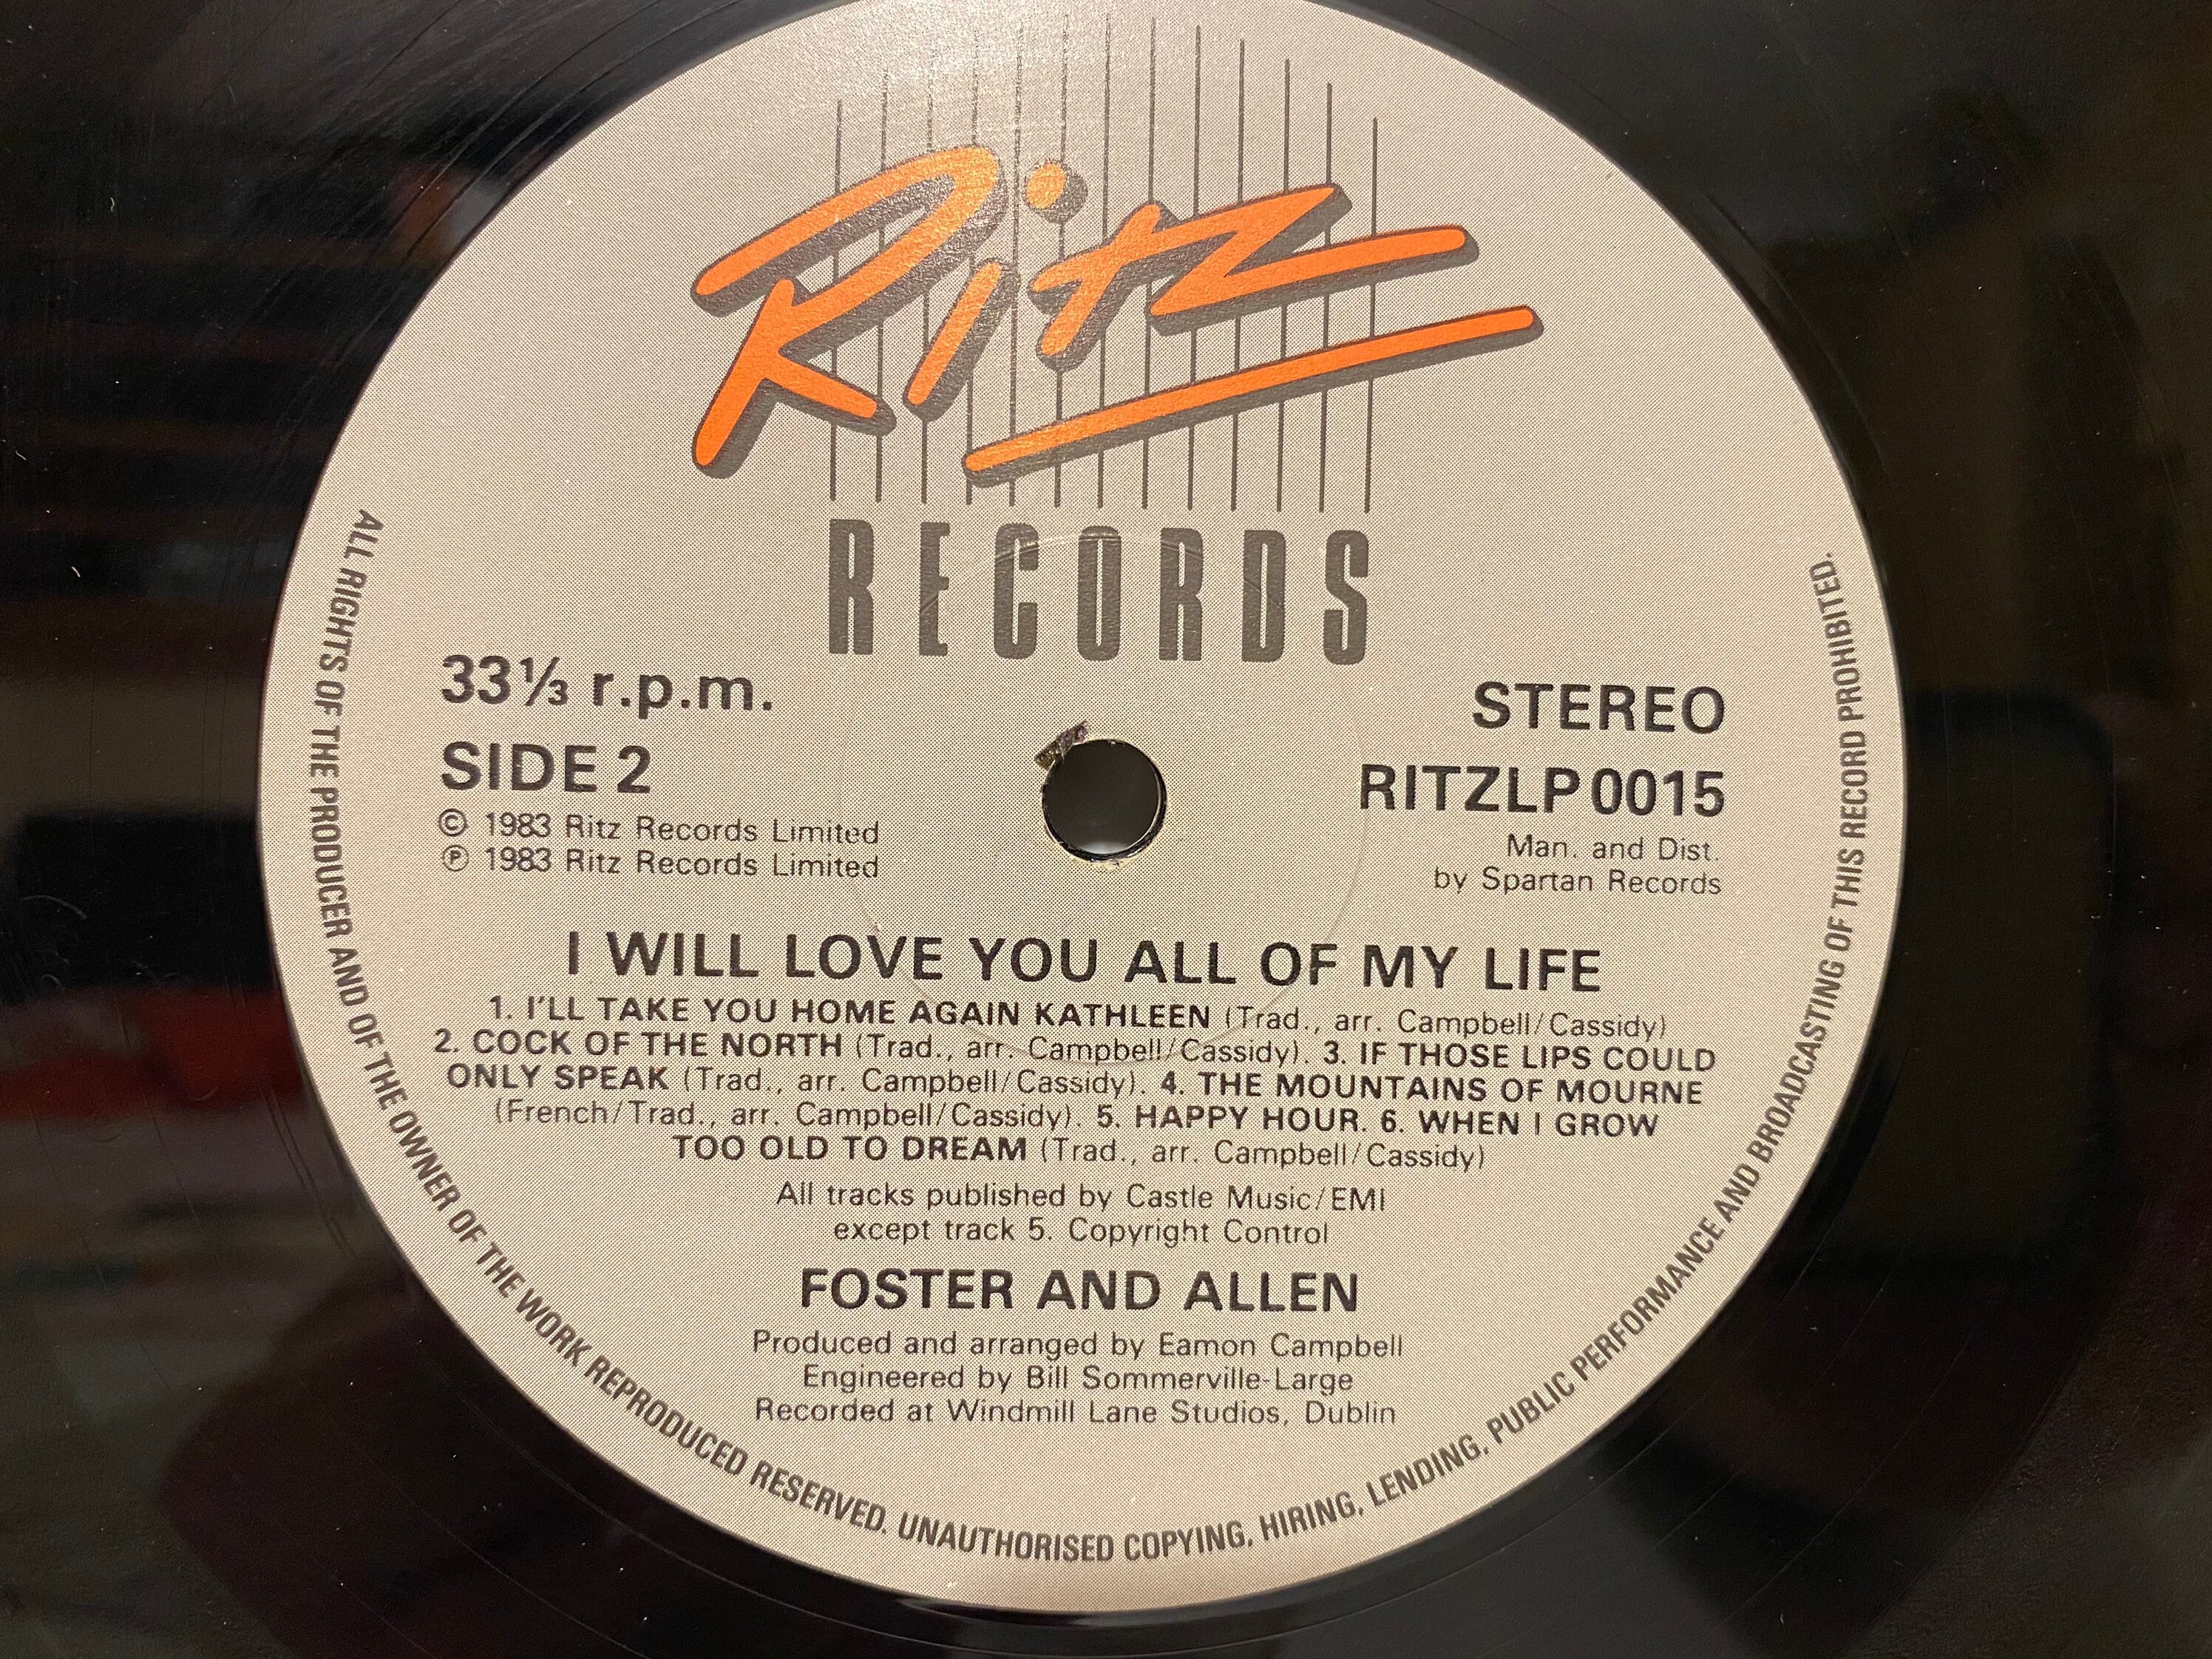 Ritz
RECORDS
33⅓ r.p.m.
SIDE 2
© 1983 Ritz Records Limited
℗ 1983 Ritz Records Limited
STEREO
RITZLP 0015
Man. and Dist.
by Spartan Records
I WILL LOVE YOU ALL OF MY LIFE
1. I'LL TAKE YOU HOME AGAIN KATHLEEN (Trad., arr. Campbell/Cassidy)
2. COCK OF THE NORTH (Trad., arr. Campbell/Cassidy). 3. IF THOSE LIPS COULD
ONLY SPEAK (Trad., arr. Campbell/Cassidy). 4. THE MOUNTAINS OF MOURNE
(French/Trad., arr. Campbell/Cassidy). 5. HAPPY HOUR. 6. WHEN I GROW
TOO OLD TO DREAM (Trad., arr. Campbell/Cassidy)
All tracks published by Castle Music/EMI
except track 5. Copyright Control
FOSTER AND ALLEN
Produced and arranged by Eamon Campbell
Engineered by Bill Sommerville-Large
Recorded at Windmill Lane Studios, Dublin
ALL RIGHTS OF THE PRODUCER AND OF THE OWNER OF THE WORK REPRODUCED RESERVED. UNAUTHORISED COPYING, HIRING, LENDING, PUBLIC PERFORMANCE AND BROADCASTING OF THIS RECORD PROHIBITED.